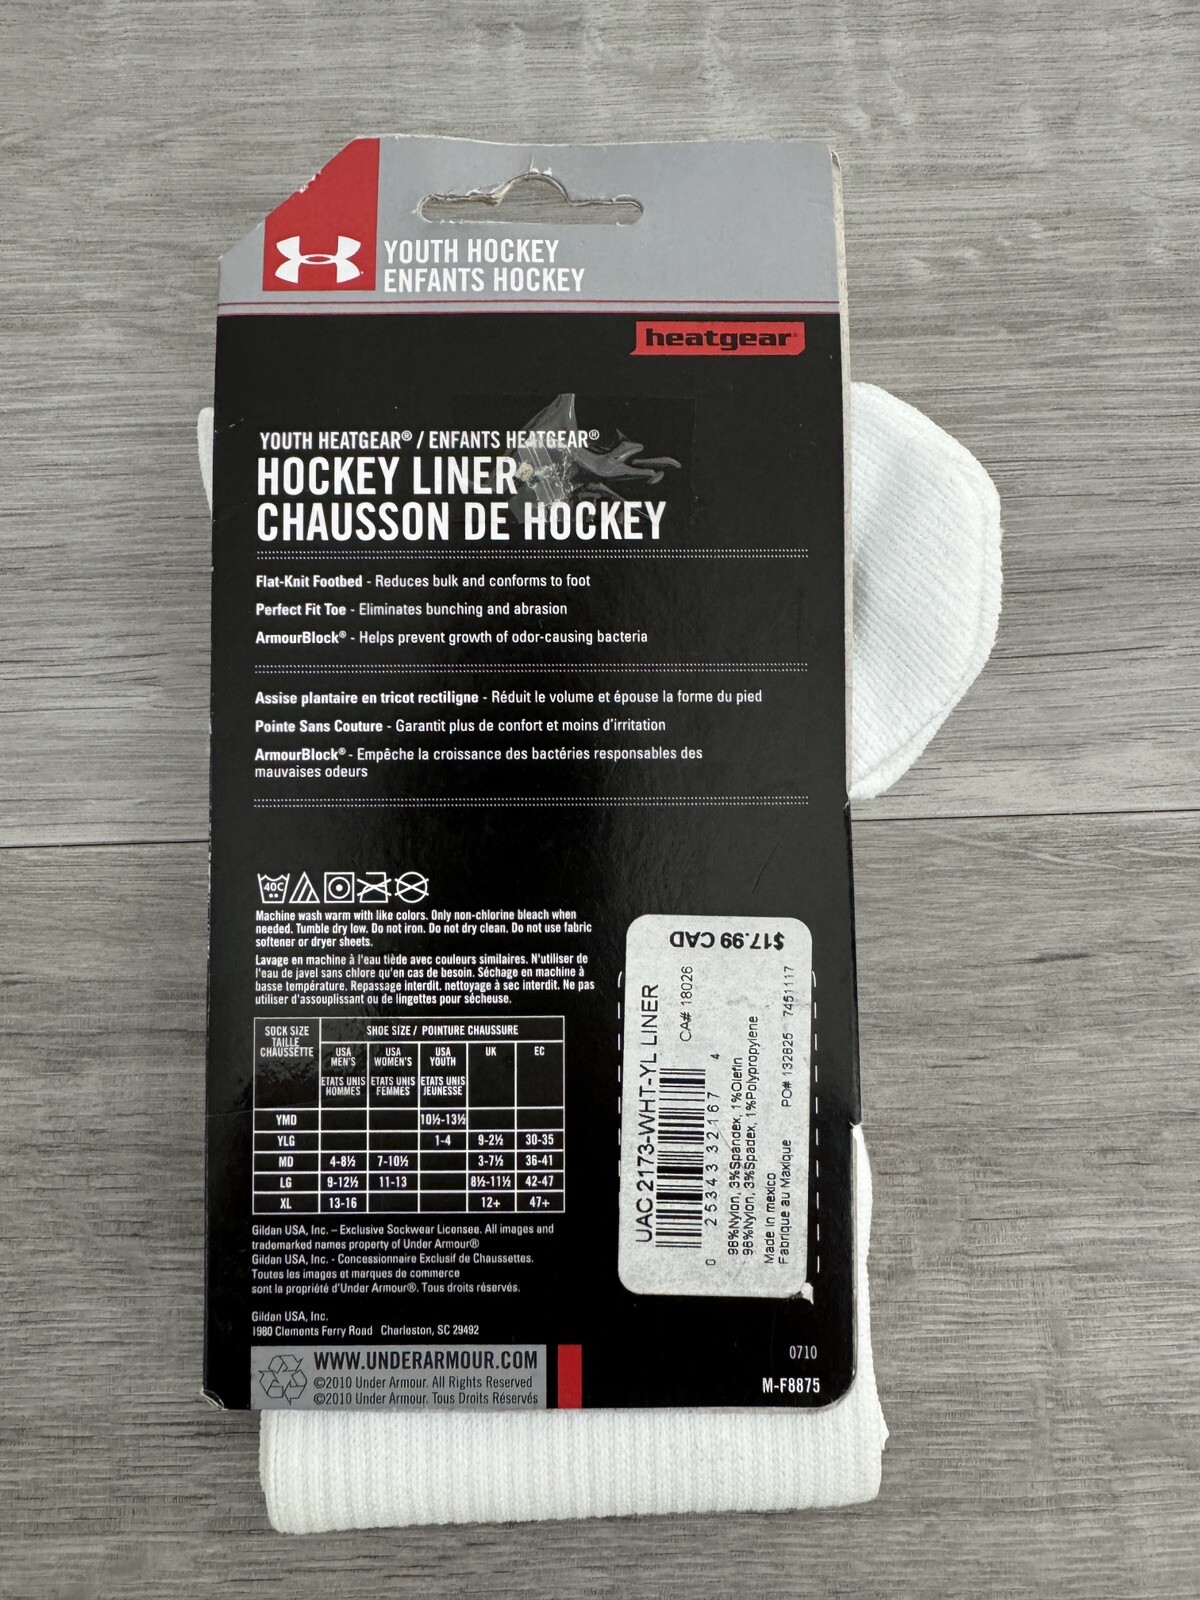 YOUTH HOCKEY
ENFANTS HOCKEY
heatgear
YOUTH HEATGEAR® / ENFANTS HEATGEAR®
HOCKEY LINER
CHAUSSON DE HOCKEY
Flat-Knit Footbed - Reduces bulk and conforms to foot
Perfect Fit Toe - Eliminates bunching and abrasion
ArmourBlock® - Helps prevent growth of odor-causing bacteria
Assise plantaire en tricot rectiligne - Réduit le volume et épouse la forme du pied
Pointe Sans Couture - Garantit plus de confort et moins d'irritation
ArmourBlock® - Empêche la croissance des bactéries responsables des
mauvaises odeurs
40C
Machine wash warm with like colors. Only non-chlorine bleach when
needed. Tumble dry low. Do not iron. Do not dry clean. Do not use fabric
softener or dryer sheets.
Lavage en machine à l'eau tiède avec couleurs similaires. N'utiliser de
l'eau de javel sans chlore qu'en cas de besoin. Séchage en machine à
basse température. Repassage interdit. nettoyage à sec interdit. Ne pas
utiliser d'assouplissant ou de lingettes pour sécheuse.
SOCK SIZE TAILLE CHAUSSETTE SHOE SIZE / POINTURE CHAUSSURE
USA MEN'S ETATS UNIS HOMMES USA WOMEN'S ETATS UNIS FEMMES USA YOUTH ETATS UNIS JEUNESSE UK EC
YMD 10½-13½
YLG 1-4 9-2½ 30-35
MD 4-8½ 7-10½ 3-7½ 36-41
LG 9-12½ 11-13 8½-11½ 42-47
XL 13-16 12+ 47+
Gildan USA, Inc. – Exclusive Sockwear Licensee. All images and
trademarked names property of Under Armour®
Gildan USA, Inc. - Concessionnaire Exclusif de Chaussettes.
Toutes les images et marques de commerce
sont la propriété d'Under Armour®. Tous droits réservés.
Gildan USA, Inc.
1980 Clements Ferry Road Charleston, SC 29492
WWW.UNDERARMOUR.COM
©2010 Under Armour. All Rights Reserved
©2010 Under Armour. Tous Droits Réservés
$17.99 CAD
UAC 2173-WHT-YL LINER
CA# 18026
0 25343 32167 4
96%Nylon, 3%Spandex, 1%Olefin
96%Nylon, 3%Spadex, 1%Polypropylene
Made in mexico
Fabrique au Maxique PO# 132825 7451117
0710
M-F8875